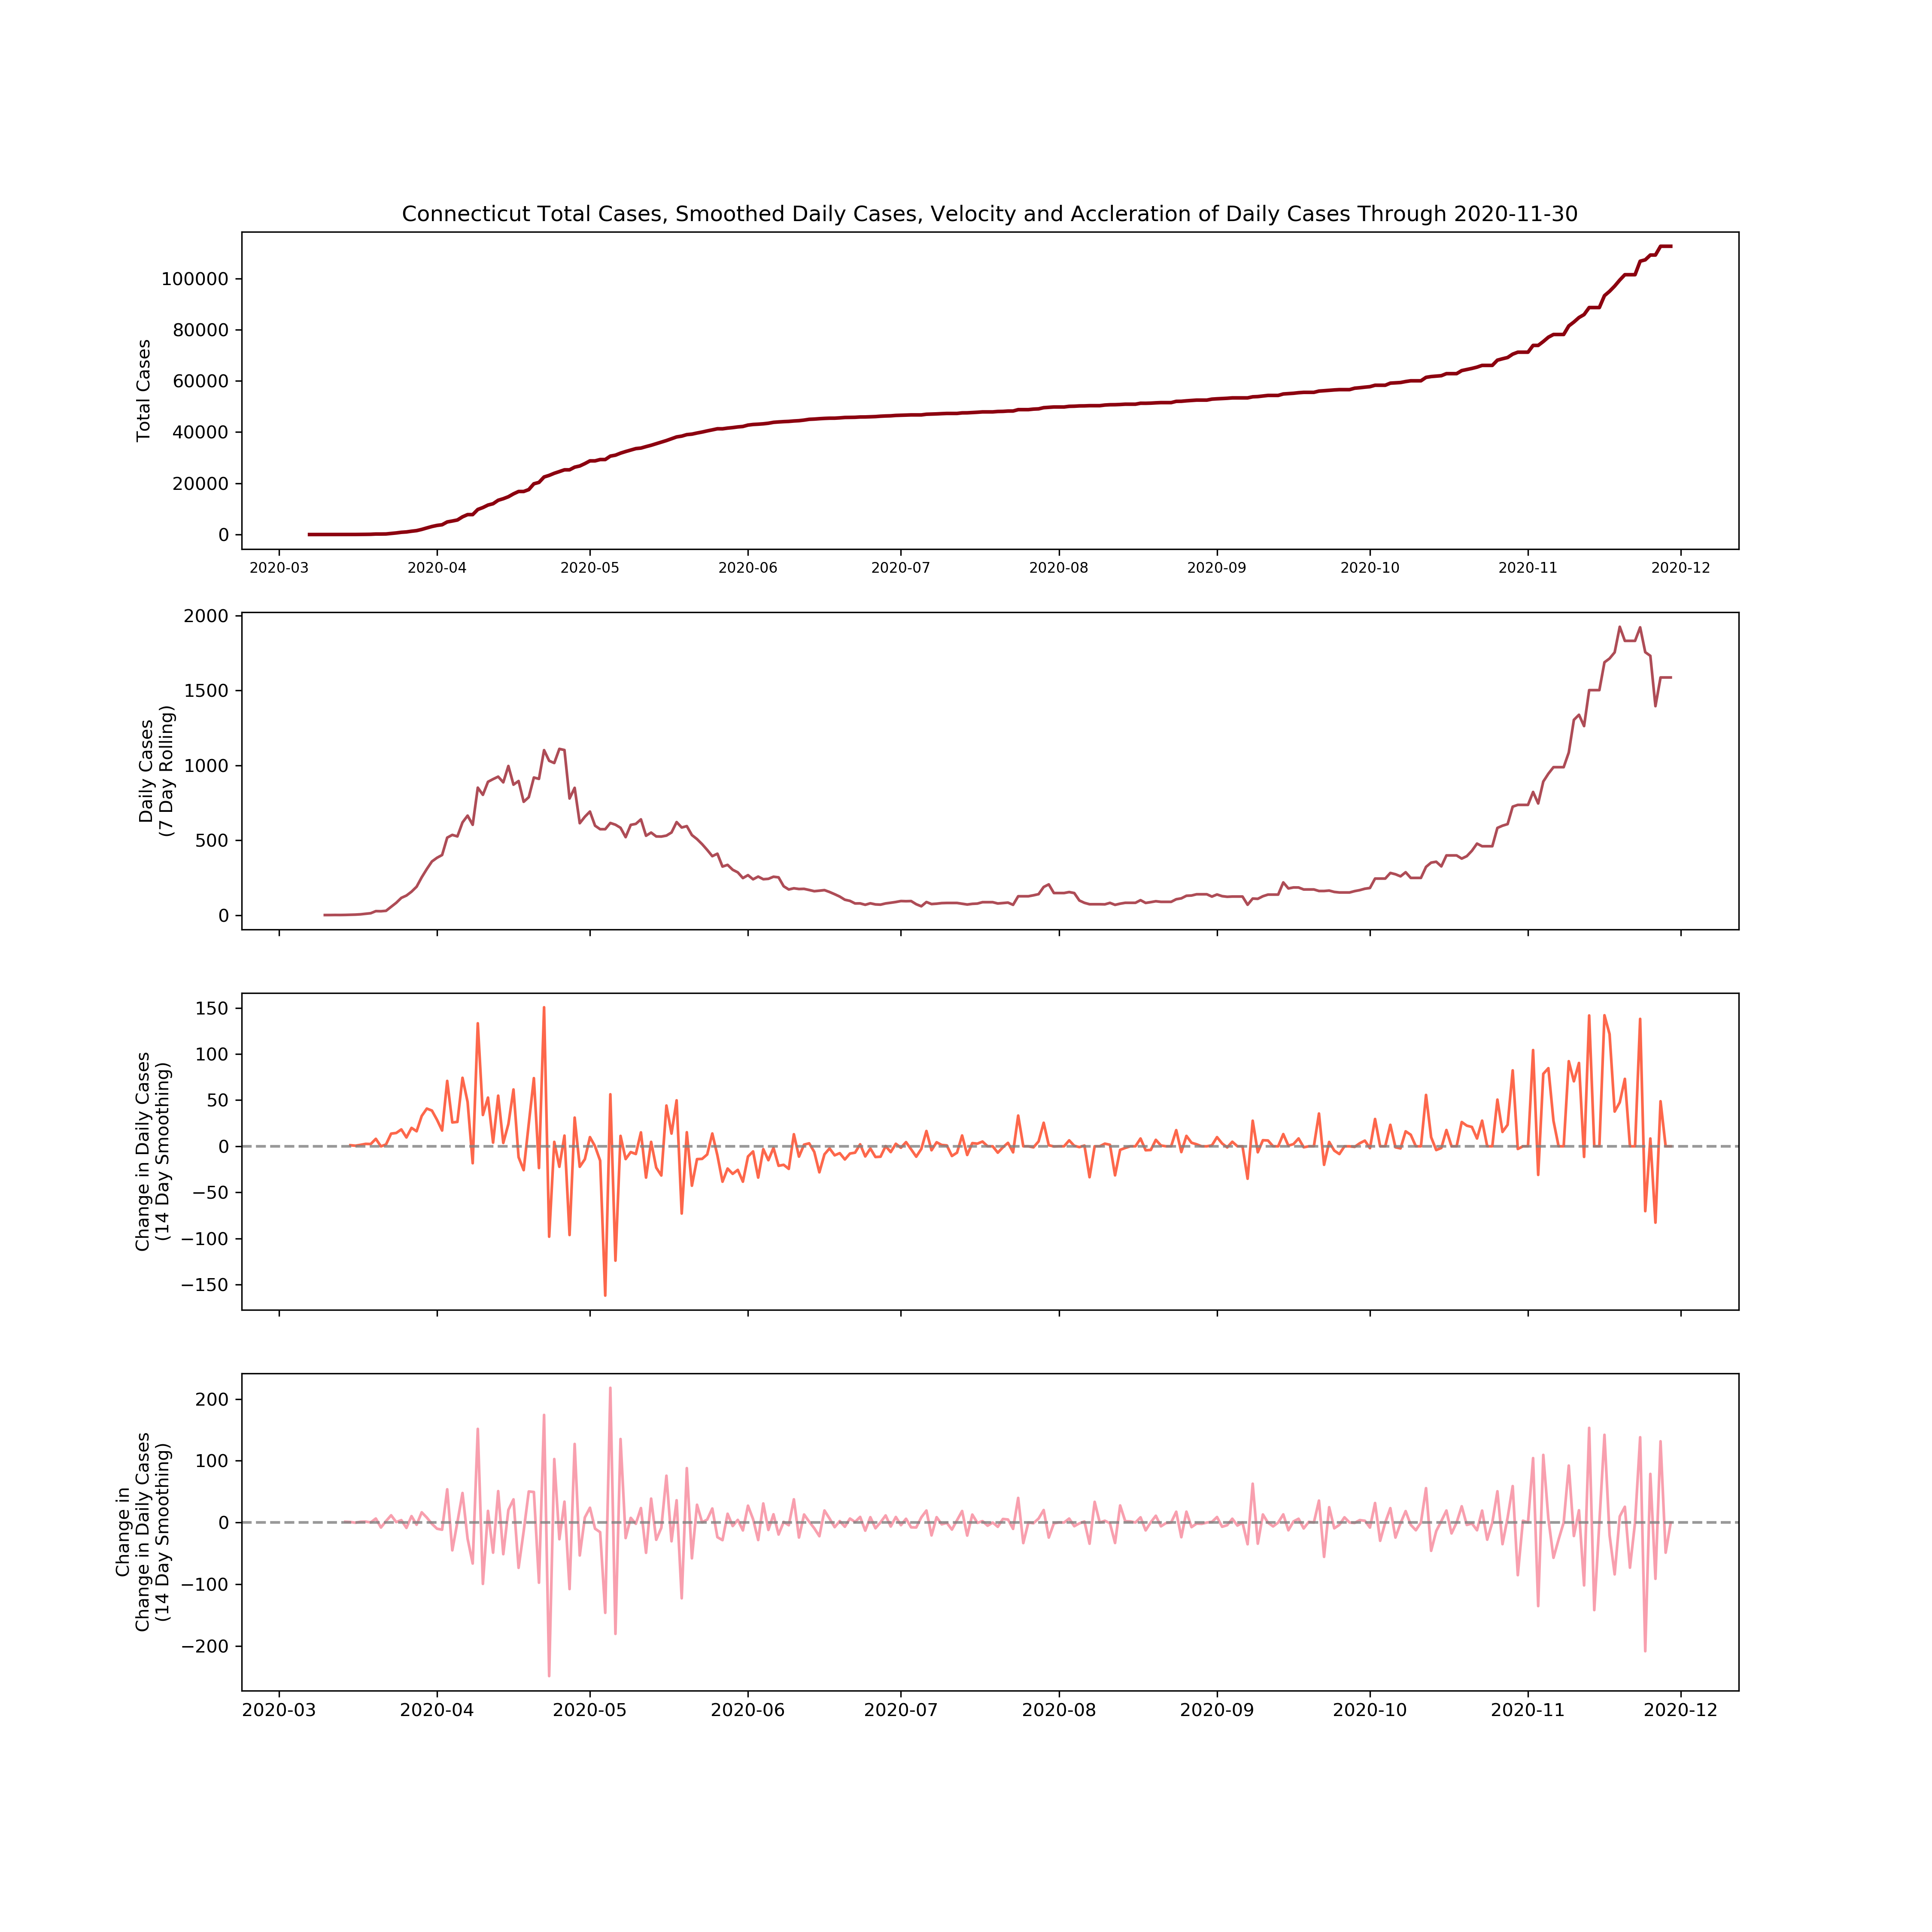 Connecticut Total Cases, Smoothed Daily Cases, Velocity and Accleration of Daily Cases Through 2020-11-30
Total Cases
100000
80000
60000
40000
20000
0
2020-03 2020-04 2020-05 2020-06 2020-07 2020-08 2020-09 2020-10 2020-11 2020-12
Daily Cases
(7 Day Rolling)
2000
1500
1000
500
0
Change in Daily Cases
(14 Day Smoothing)
150
100
50
0
−50
−100
−150
Change in
Change in Daily Cases
(14 Day Smoothing)
200
100
0
−100
−200
2020-03 2020-04 2020-05 2020-06 2020-07 2020-08 2020-09 2020-10 2020-11 2020-12